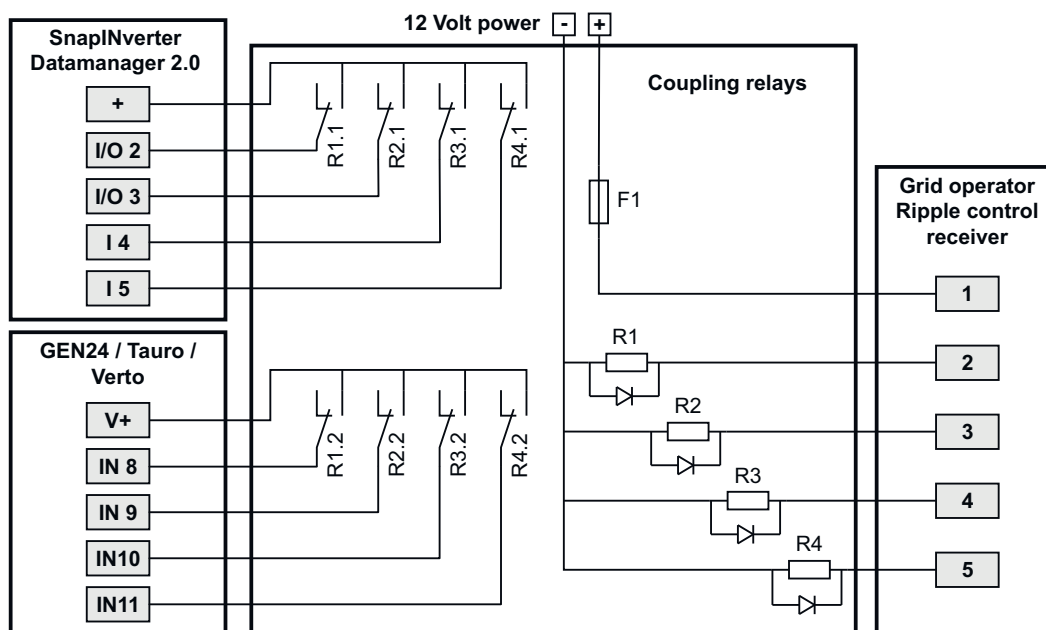 12 Volt power - +
SnapINverter
Datamanager 2.0
+
I/O 2
I/O 3
I 4
I 5
R1.1
R2.1
R3.1
R4.1
Coupling relays
F1
Grid operator
Ripple control
receiver
1
2
3
4
5
R1
R2
R3
R4
GEN24 / Tauro /
Verto
V+
IN 8
IN 9
IN10
IN11
R1.2
R2.2
R3.2
R4.2